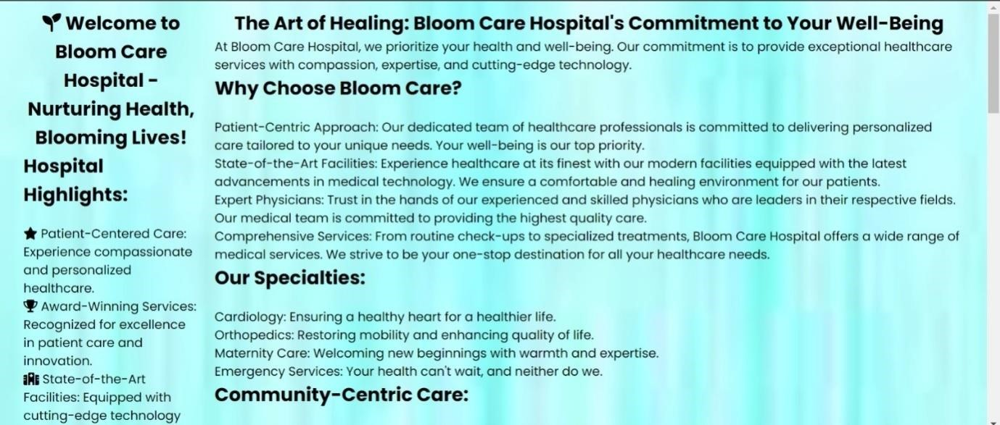 Welcome to
Bloom Care
Hospital -
Nurturing Health,
Blooming Lives!
Hospital
Highlights:
Patient-Centered Care:
Experience compassionate
and personalized
healthcare.
Award-Winning Services:
Recognized for excellence
in patient care and
innovation.
State-of-the-Art
Facilities: Equipped with
cutting-edge technology
The Art of Healing: Bloom Care Hospital's Commitment to Your Well-Being
At Bloom Care Hospital, we prioritize your health and well-being. Our commitment is to provide exceptional healthcare
services with compassion, expertise, and cutting-edge technology.
Why Choose Bloom Care?
Patient-Centric Approach: Our dedicated team of healthcare professionals is committed to delivering personalized
care tailored to your unique needs. Your well-being is our top priority.
State-of-the-Art Facilities: Experience healthcare at its finest with our modern facilities equipped with the latest
advancements in medical technology. We ensure a comfortable and healing environment for our patients.
Expert Physicians: Trust in the hands of our experienced and skilled physicians who are leaders in their respective fields.
Our medical team is committed to providing the highest quality care.
Comprehensive Services: From routine check-ups to specialized treatments, Bloom Care Hospital offers a wide range of
medical services. We strive to be your one-stop destination for all your healthcare needs.
Our Specialties:
Cardiology: Ensuring a healthy heart for a healthier life.
Orthopedics: Restoring mobility and enhancing quality of life.
Maternity Care: Welcoming new beginnings with warmth and expertise.
Emergency Services: Your health can't wait, and neither do we.
Community-Centric Care: